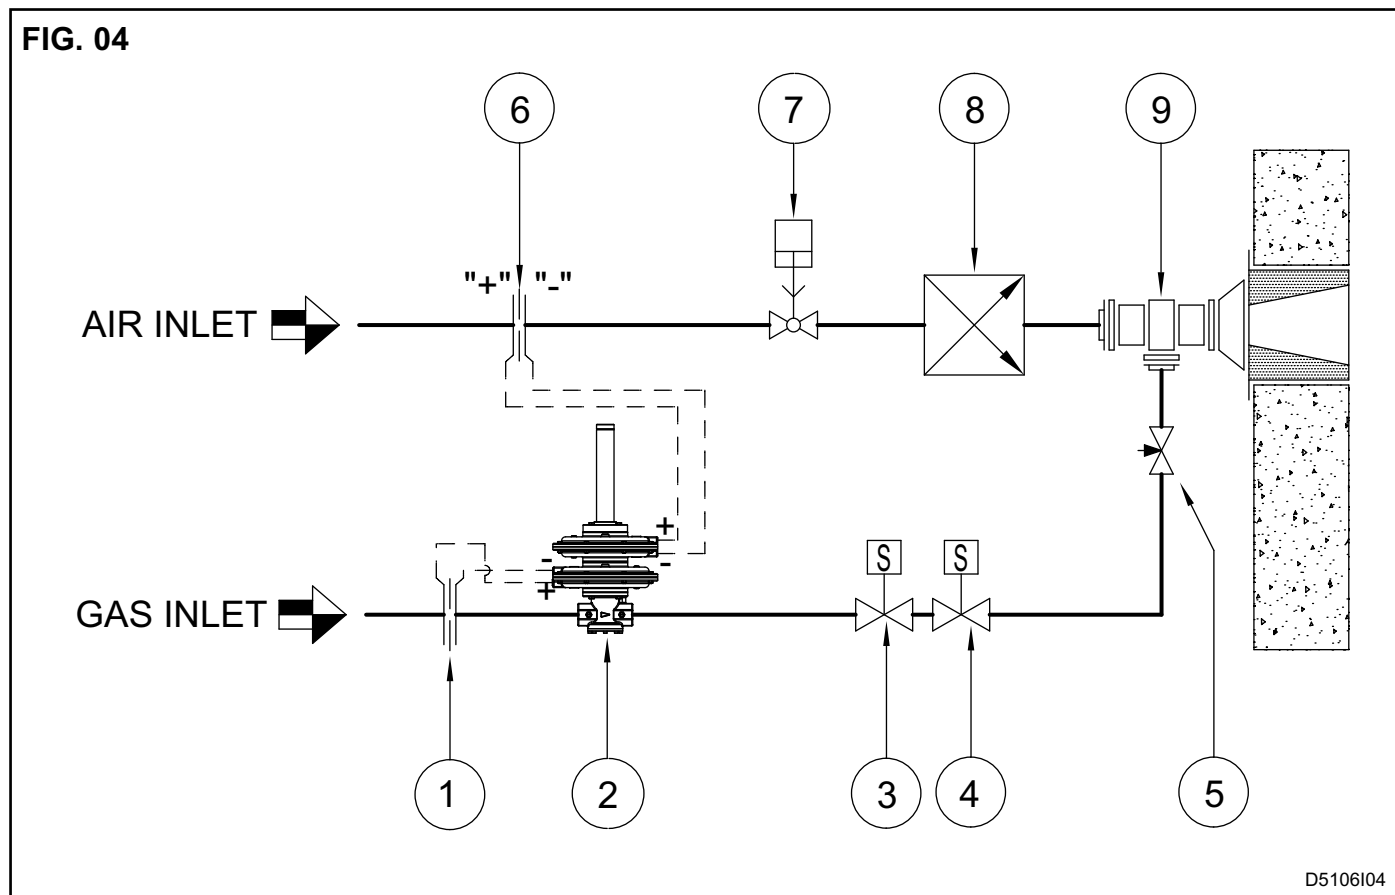 FIG. 04
6 7 8 9
"+" "-"
AIR INLET
+
- -
+
S S
GAS INLET
1 2 3 4 5
D5106I04